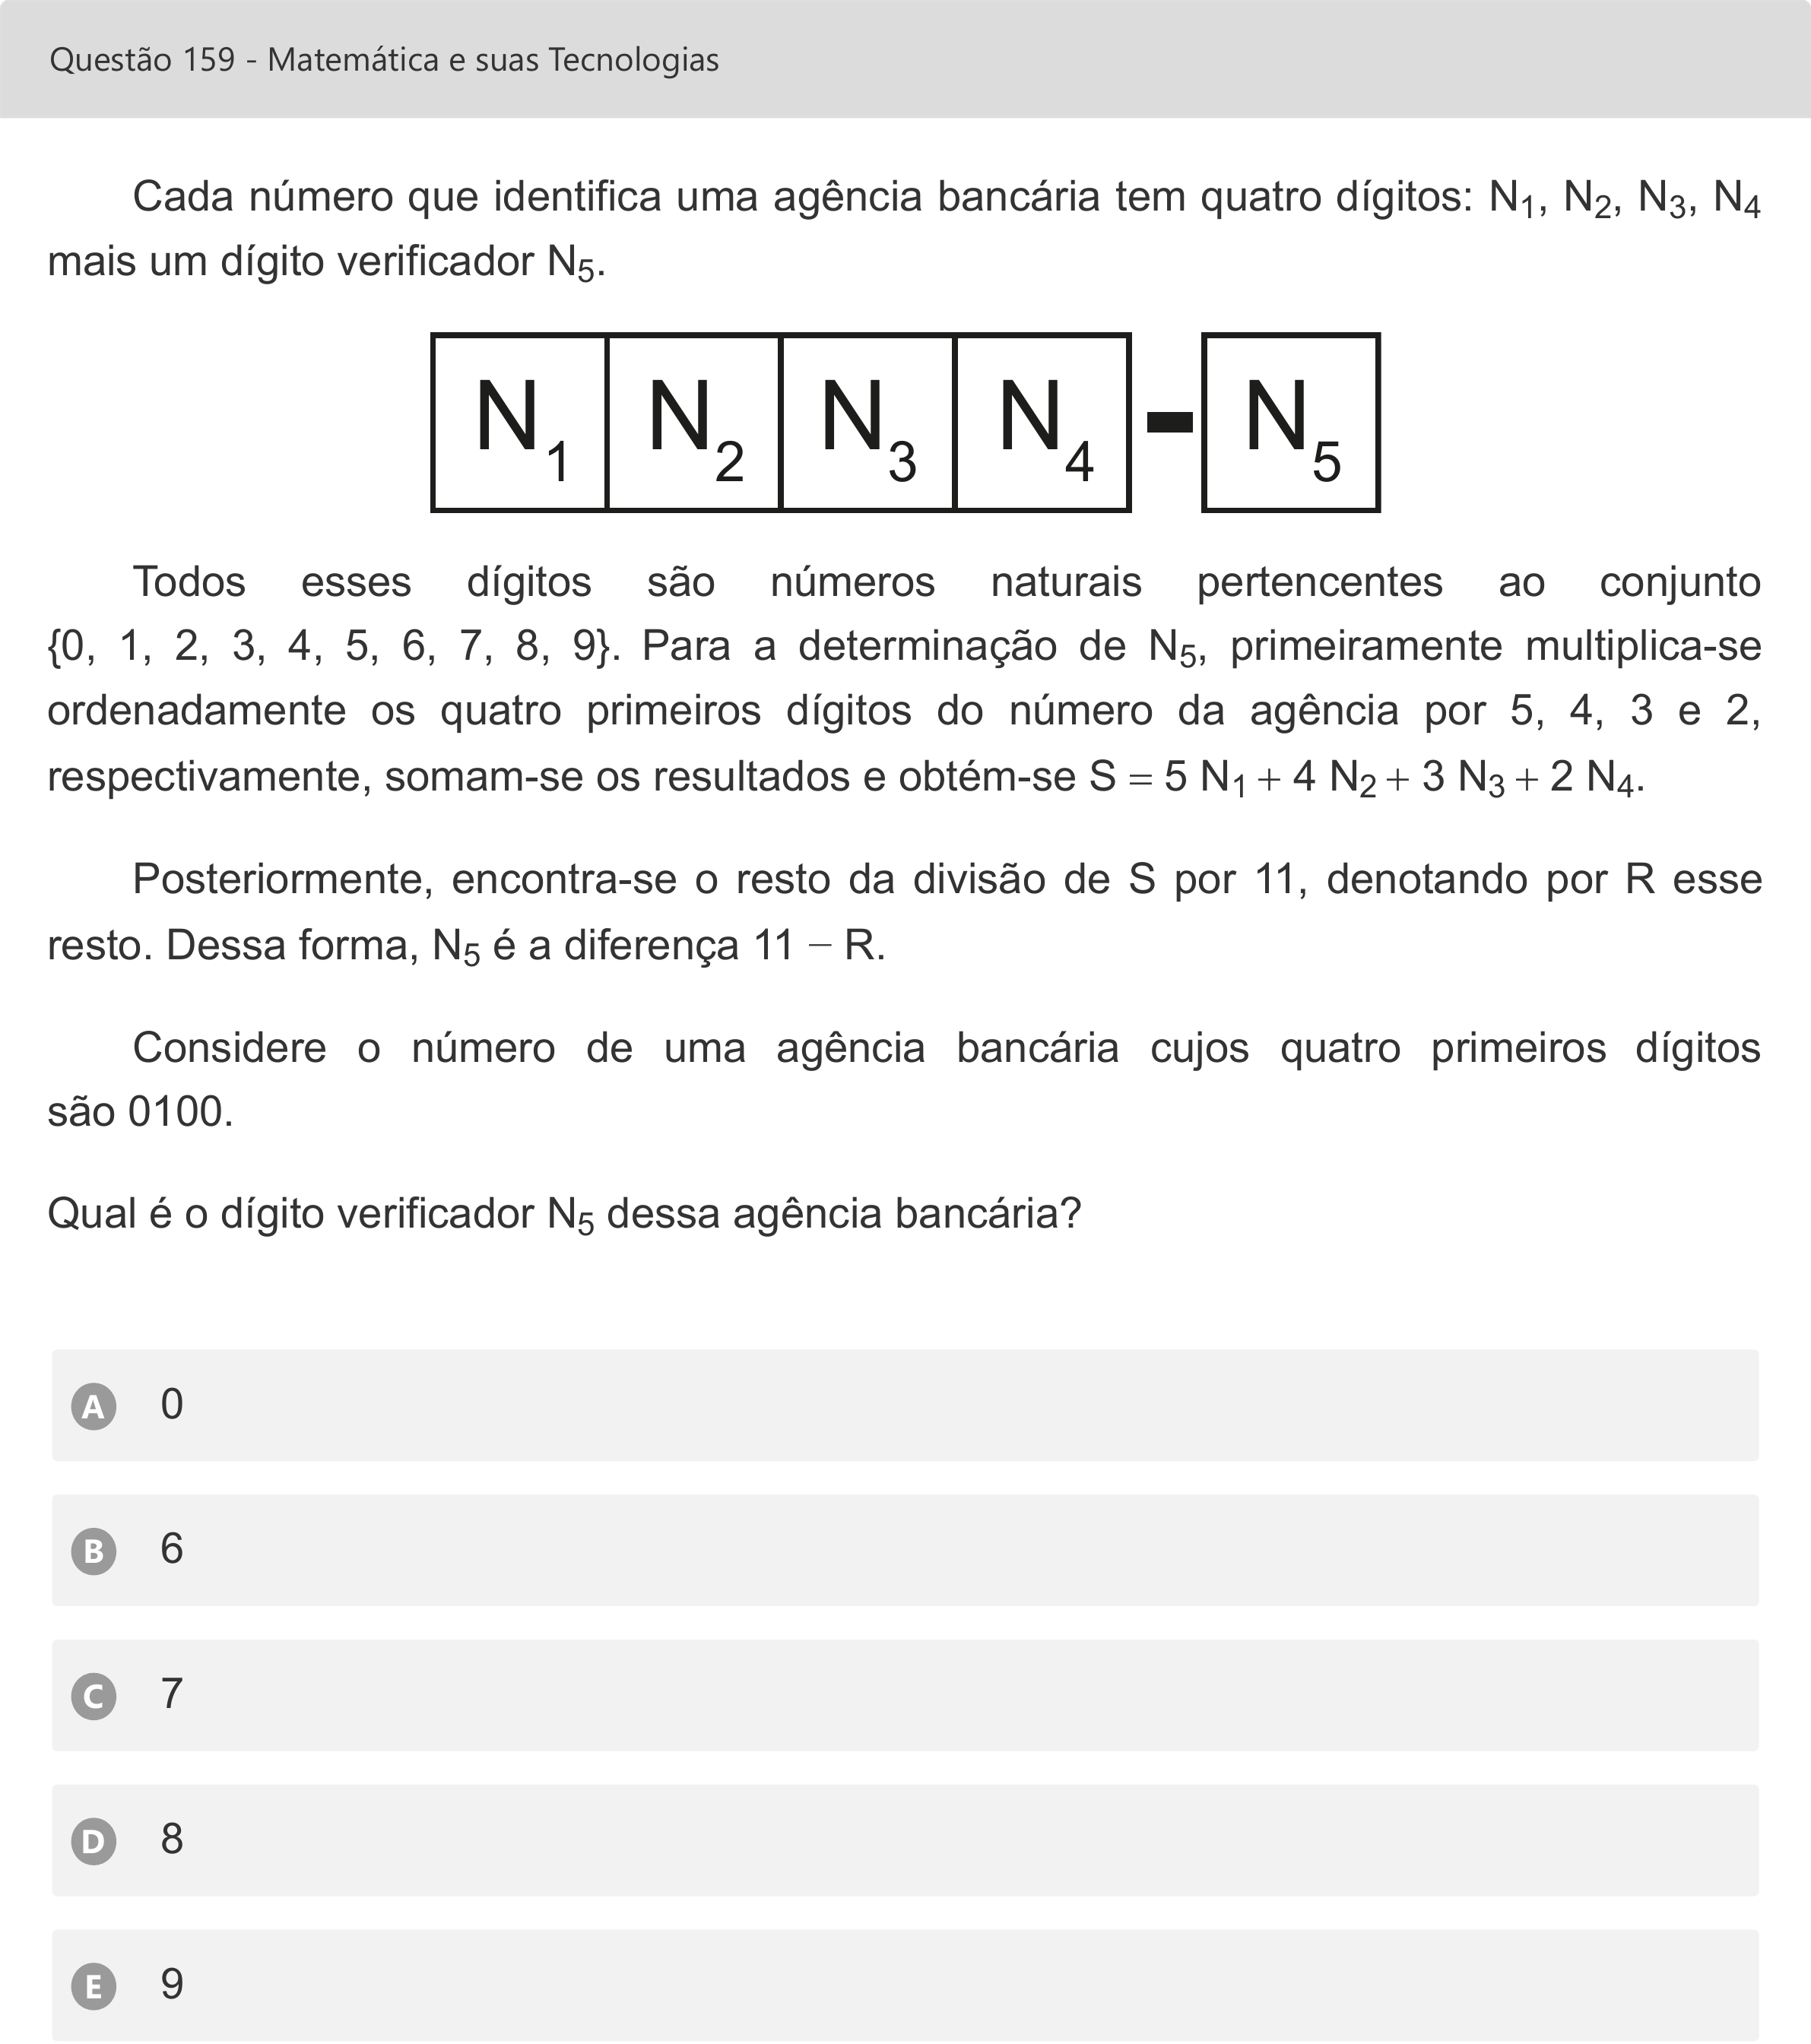 Questão 159 - Matemática e suas Tecnologias
Cada número que identifica uma agência bancária tem quatro dígitos: N₁, N₂, N₃, N₄
mais um dígito verificador N₅.
N₁ N₂ N₃ N₄ - N₅
Todos esses dígitos são números naturais pertencentes ao conjunto
{0, 1, 2, 3, 4, 5, 6, 7, 8, 9}. Para a determinação de N₅, primeiramente multiplica-se
ordenadamente os quatro primeiros dígitos do número da agência por 5, 4, 3 e 2,
respectivamente, somam-se os resultados e obtém-se S = 5 N₁ + 4 N₂ + 3 N₃ + 2 N₄.
Posteriormente, encontra-se o resto da divisão de S por 11, denotando por R esse
resto. Dessa forma, N₅ é a diferença 11 − R.
Considere o número de uma agência bancária cujos quatro primeiros dígitos
são 0100.
Qual é o dígito verificador N₅ dessa agência bancária?
A 0
B 6
C 7
D 8
E 9